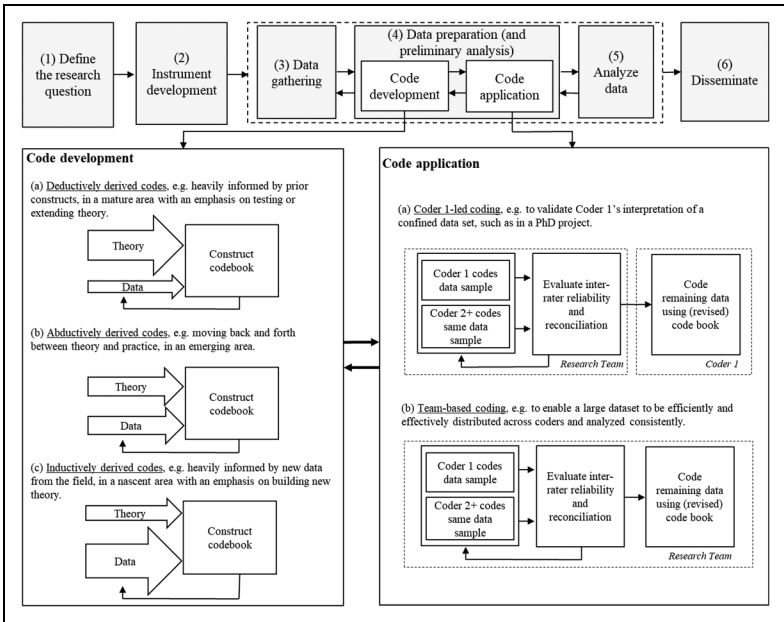 (1) Define
the research
question
(2)
Instrument
development
(3) Data
gathering
(4) Data preparation (and
preliminary analysis)
Code
development
Code
application
(5)
Analyze
data
(6)
Disseminate
Code development
(a) Deductively derived codes, e.g. heavily informed by prior
constructs, in a mature area with an emphasis on testing or
extending theory.
Theory
Data
Construct
codebook
(b) Abductively derived codes, e.g. moving back and forth
between theory and practice, in an emerging area.
Theory
Data
Construct
codebook
(c) Inductively derived codes, e.g. heavily informed by new data
from the field, in a nascent area with an emphasis on building new
theory.
Theory
Data
Construct
codebook
Code application
(a) Coder 1-led coding, e.g. to validate Coder 1’s interpretation of a
confined data set, such as in a PhD project.
Coder 1 codes
data sample
Coder 2+ codes
same data
sample
Evaluate inter-
rater reliability
and
reconciliation
Research Team
Code
remaining data
using (revised)
code book
Coder 1
(b) Team-based coding, e.g. to enable a large dataset to be efficiently and
effectively distributed across coders and analyzed consistently.
Coder 1 codes
data sample
Coder 2+ codes
same data
sample
Evaluate inter-
rater reliability
and
reconciliation
Code
remaining data
using (revised)
code book
Research Team